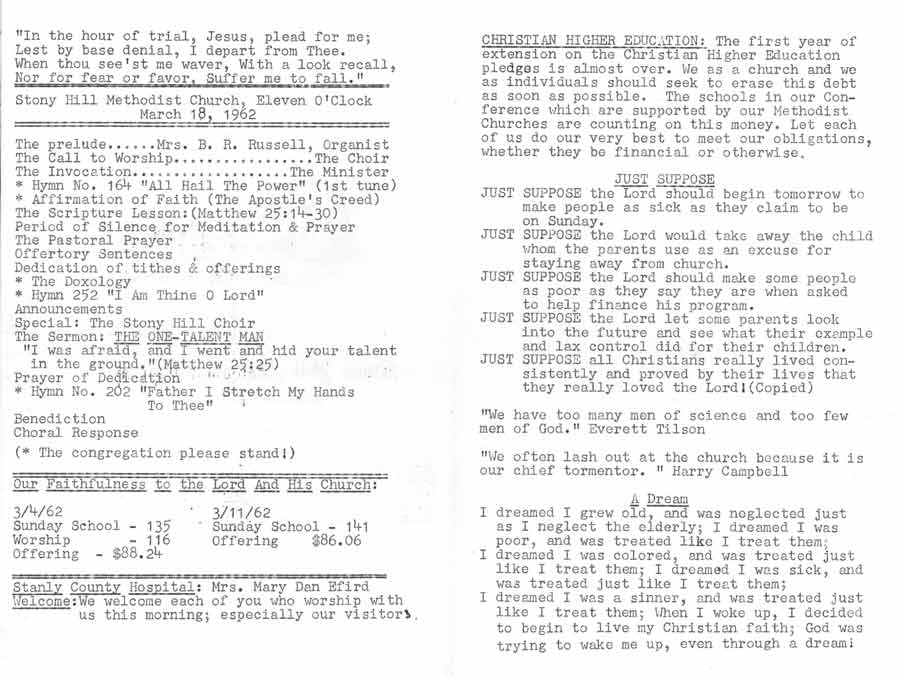 "In the hour of trial, Jesus, plead for me;
Lest by base denial, I depart from Thee.
When thou see'st me waver, With a look recall,
Nor for fear or favor, Suffer me to fall."
Stony Hill Methodist Church, Eleven O'Clock
March 18, 1962
The prelude......Mrs. B. R. Russell, Organist
The Call to Worship................The Choir
The Invocation....................The Minister
* Hymn No. 164 "All Hail The Power" (1st tune)
* Affirmation of Faith (The Apostle's Creed)
The Scripture Lesson:(Matthew 25:14-30)
Period of Silence for Meditation & Prayer
The Pastoral Prayer
Offertory Sentences
Dedication of tithes & offerings
* The Doxology
* Hymn 252 "I Am Thine O Lord"
Announcements
Special: The Stony Hill Choir
The Sermon: THE ONE-TALENT MAN
"I was afraid, and I went and hid your talent
in the ground."(Matthew 25:25)
Prayer of Dedication
* Hymn No. 202 "Father I Stretch My Hands
To Thee"
Benediction
Choral Response
(* The congregation please stand!)
Our Faithfulness to the Lord And His Church:
3/4/62 3/11/62
Sunday School - 135 Sunday School - 141
Worship - 116 Offering $86.06
Offering - $88.24
Stanly County Hospital: Mrs. Mary Dan Efird
Welcome:We welcome each of you who worship with
us this morning; especially our visitors.
CHRISTIAN HIGHER EDUCATION: The first year of
extension on the Christian Higher Education
pledges is almost over. We as a church and we
as individuals should seek to erase this debt
as soon as possible. The schools in our Con-
ference which are supported by our Methodist
Churches are counting on this money. Let each
of us do our very best to meet our obligations,
whether they be financial or otherwise.
JUST SUPPOSE
JUST SUPPOSE the Lord should begin tomorrow to
make people as sick as they claim to be
on Sunday.
JUST SUPPOSE the Lord would take away the child
whom the parents use as an excuse for
staying away from church.
JUST SUPPOSE the Lord should make some people
as poor as they say they are when asked
to help finance his program.
JUST SUPPOSE the Lord let some parents look
into the future and see what their example
and lax control did for their children.
JUST SUPPOSE all Christians really lived con-
sistently and proved by their lives that
they really loved the Lord!(Copied)
"We have too many men of science and too few
men of God." Everett Tilson
"We often lash out at the church because it is
our chief tormentor. " Harry Campbell
A Dream
I dreamed I grew old, and was neglected just
as I neglect the elderly; I dreamed I was
poor, and was treated like I treat them;
I dreamed I was colored, and was treated just
like I treat them; I dreamed I was sick, and
was treated just like I treat them;
I dreamed I was a sinner, and was treated just
like I treat them; When I woke up, I decided
to begin to live my Christian faith; God was
trying to wake me up, even through a dream!